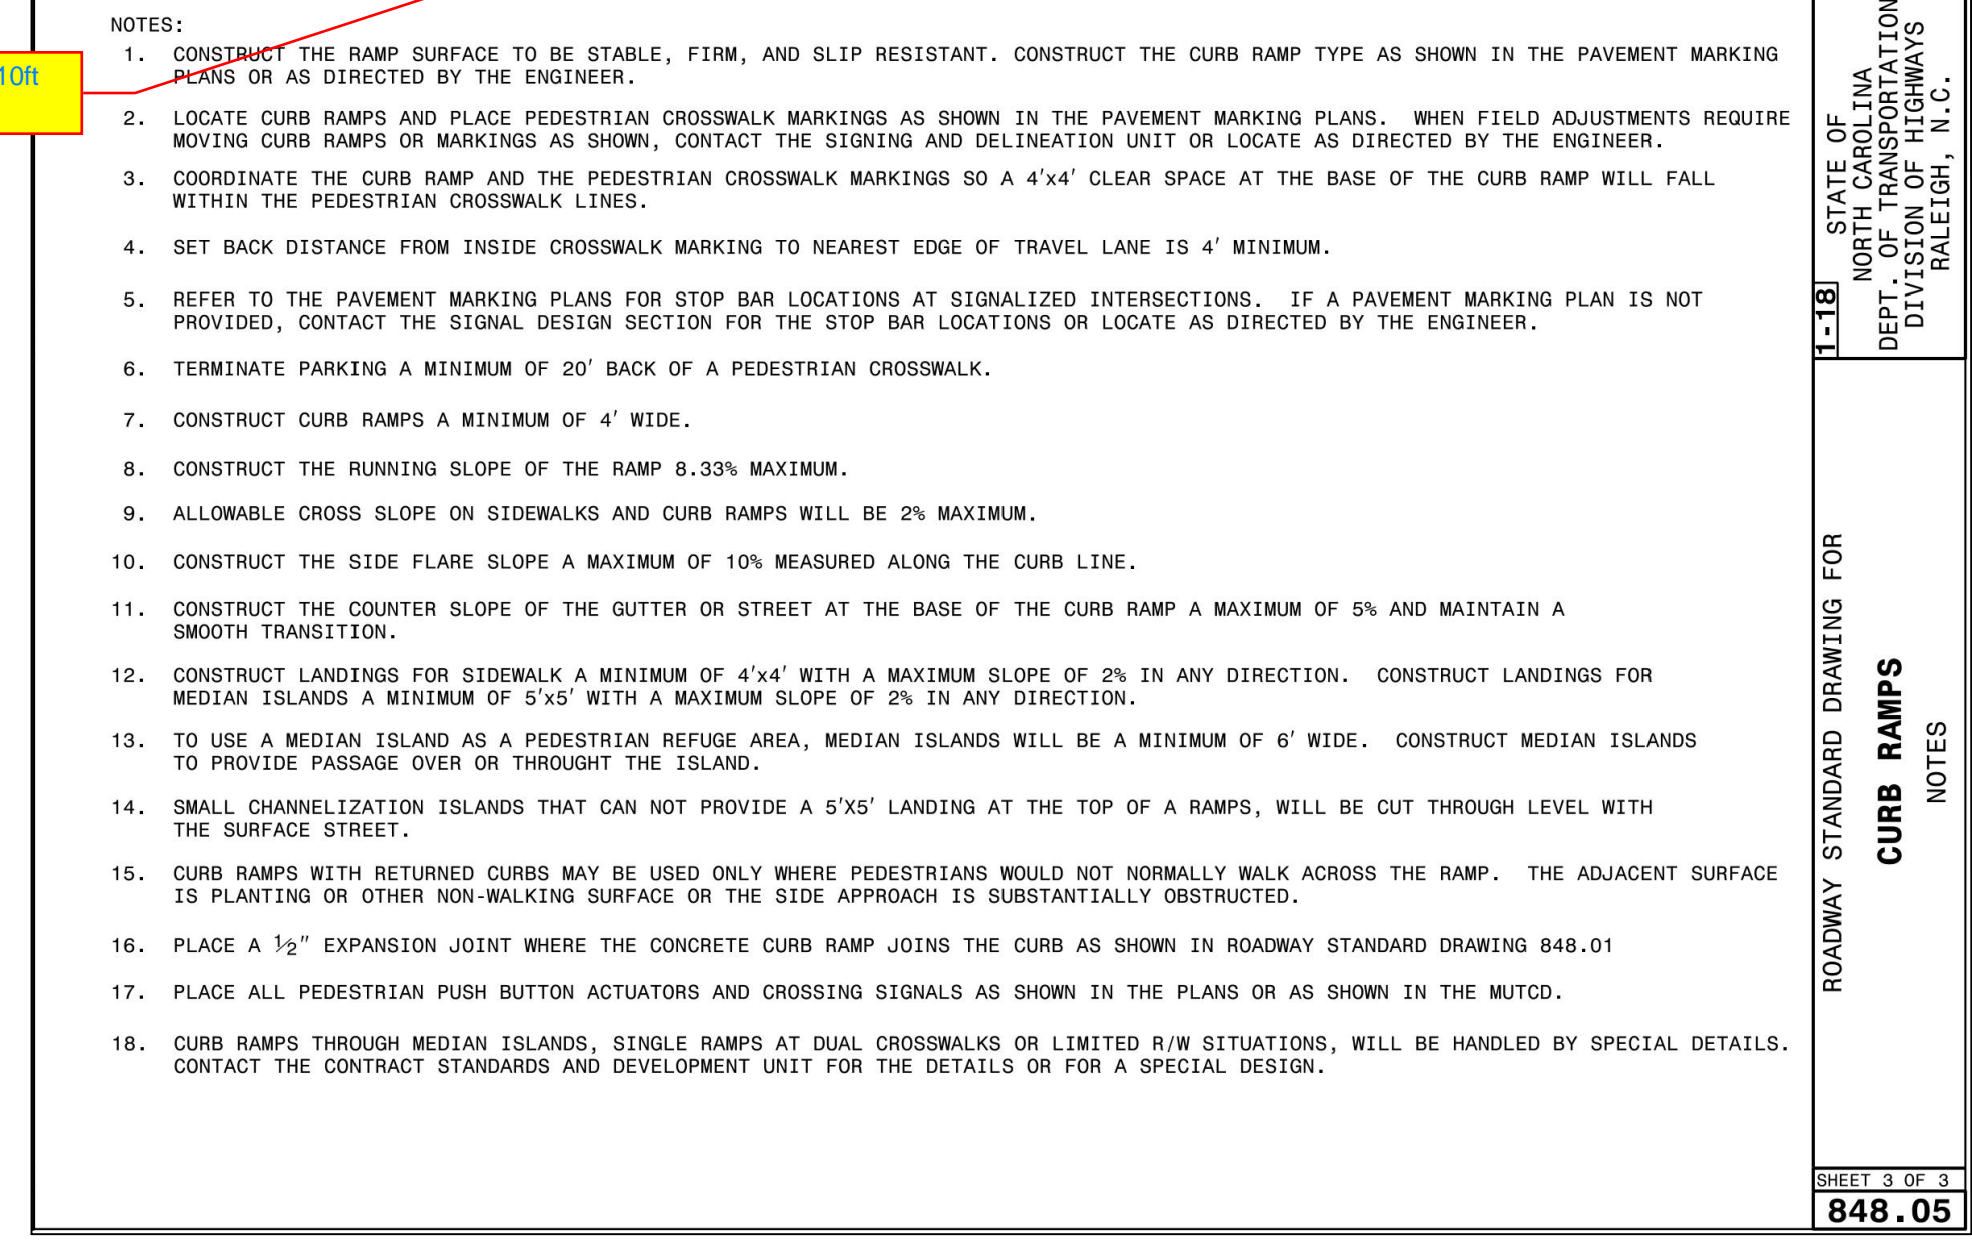 NOTES:
1. CONSTRUCT THE RAMP SURFACE TO BE STABLE, FIRM, AND SLIP RESISTANT. CONSTRUCT THE CURB RAMP TYPE AS SHOWN IN THE PAVEMENT MARKING
PLANS OR AS DIRECTED BY THE ENGINEER.
10ft
2. LOCATE CURB RAMPS AND PLACE PEDESTRIAN CROSSWALK MARKINGS AS SHOWN IN THE PAVEMENT MARKING PLANS. WHEN FIELD ADJUSTMENTS REQUIRE
MOVING CURB RAMPS OR MARKINGS AS SHOWN, CONTACT THE SIGNING AND DELINEATION UNIT OR LOCATE AS DIRECTED BY THE ENGINEER.
3. COORDINATE THE CURB RAMP AND THE PEDESTRIAN CROSSWALK MARKINGS SO A 4'x4' CLEAR SPACE AT THE BASE OF THE CURB RAMP WILL FALL
WITHIN THE PEDESTRIAN CROSSWALK LINES.
4. SET BACK DISTANCE FROM INSIDE CROSSWALK MARKING TO NEAREST EDGE OF TRAVEL LANE IS 4' MINIMUM.
5. REFER TO THE PAVEMENT MARKING PLANS FOR STOP BAR LOCATIONS AT SIGNALIZED INTERSECTIONS. IF A PAVEMENT MARKING PLAN IS NOT
PROVIDED, CONTACT THE SIGNAL DESIGN SECTION FOR THE STOP BAR LOCATIONS OR LOCATE AS DIRECTED BY THE ENGINEER.
6. TERMINATE PARKING A MINIMUM OF 20' BACK OF A PEDESTRIAN CROSSWALK.
7. CONSTRUCT CURB RAMPS A MINIMUM OF 4' WIDE.
8. CONSTRUCT THE RUNNING SLOPE OF THE RAMP 8.33% MAXIMUM.
9. ALLOWABLE CROSS SLOPE ON SIDEWALKS AND CURB RAMPS WILL BE 2% MAXIMUM.
10. CONSTRUCT THE SIDE FLARE SLOPE A MAXIMUM OF 10% MEASURED ALONG THE CURB LINE.
11. CONSTRUCT THE COUNTER SLOPE OF THE GUTTER OR STREET AT THE BASE OF THE CURB RAMP A MAXIMUM OF 5% AND MAINTAIN A
SMOOTH TRANSITION.
12. CONSTRUCT LANDINGS FOR SIDEWALK A MINIMUM OF 4'x4' WITH A MAXIMUM SLOPE OF 2% IN ANY DIRECTION. CONSTRUCT LANDINGS FOR
MEDIAN ISLANDS A MINIMUM OF 5'x5' WITH A MAXIMUM SLOPE OF 2% IN ANY DIRECTION.
13. TO USE A MEDIAN ISLAND AS A PEDESTRIAN REFUGE AREA, MEDIAN ISLANDS WILL BE A MINIMUM OF 6' WIDE. CONSTRUCT MEDIAN ISLANDS
TO PROVIDE PASSAGE OVER OR THROUGHT THE ISLAND.
14. SMALL CHANNELIZATION ISLANDS THAT CAN NOT PROVIDE A 5'X5' LANDING AT THE TOP OF A RAMPS, WILL BE CUT THROUGH LEVEL WITH
THE SURFACE STREET.
15. CURB RAMPS WITH RETURNED CURBS MAY BE USED ONLY WHERE PEDESTRIANS WOULD NOT NORMALLY WALK ACROSS THE RAMP. THE ADJACENT SURFACE
IS PLANTING OR OTHER NON-WALKING SURFACE OR THE SIDE APPROACH IS SUBSTANTIALLY OBSTRUCTED.
16. PLACE A ½" EXPANSION JOINT WHERE THE CONCRETE CURB RAMP JOINS THE CURB AS SHOWN IN ROADWAY STANDARD DRAWING 848.01
17. PLACE ALL PEDESTRIAN PUSH BUTTON ACTUATORS AND CROSSING SIGNALS AS SHOWN IN THE PLANS OR AS SHOWN IN THE MUTCD.
18. CURB RAMPS THROUGH MEDIAN ISLANDS, SINGLE RAMPS AT DUAL CROSSWALKS OR LIMITED R/W SITUATIONS, WILL BE HANDLED BY SPECIAL DETAILS.
CONTACT THE CONTRACT STANDARDS AND DEVELOPMENT UNIT FOR THE DETAILS OR FOR A SPECIAL DESIGN.
1-18
STATE OF
NORTH CAROLINA
DEPT. OF TRANSPORTATION
DIVISION OF HIGHWAYS
RALEIGH, N.C.
ROADWAY STANDARD DRAWING FOR
CURB RAMPS
NOTES
SHEET 3 OF 3
848.05